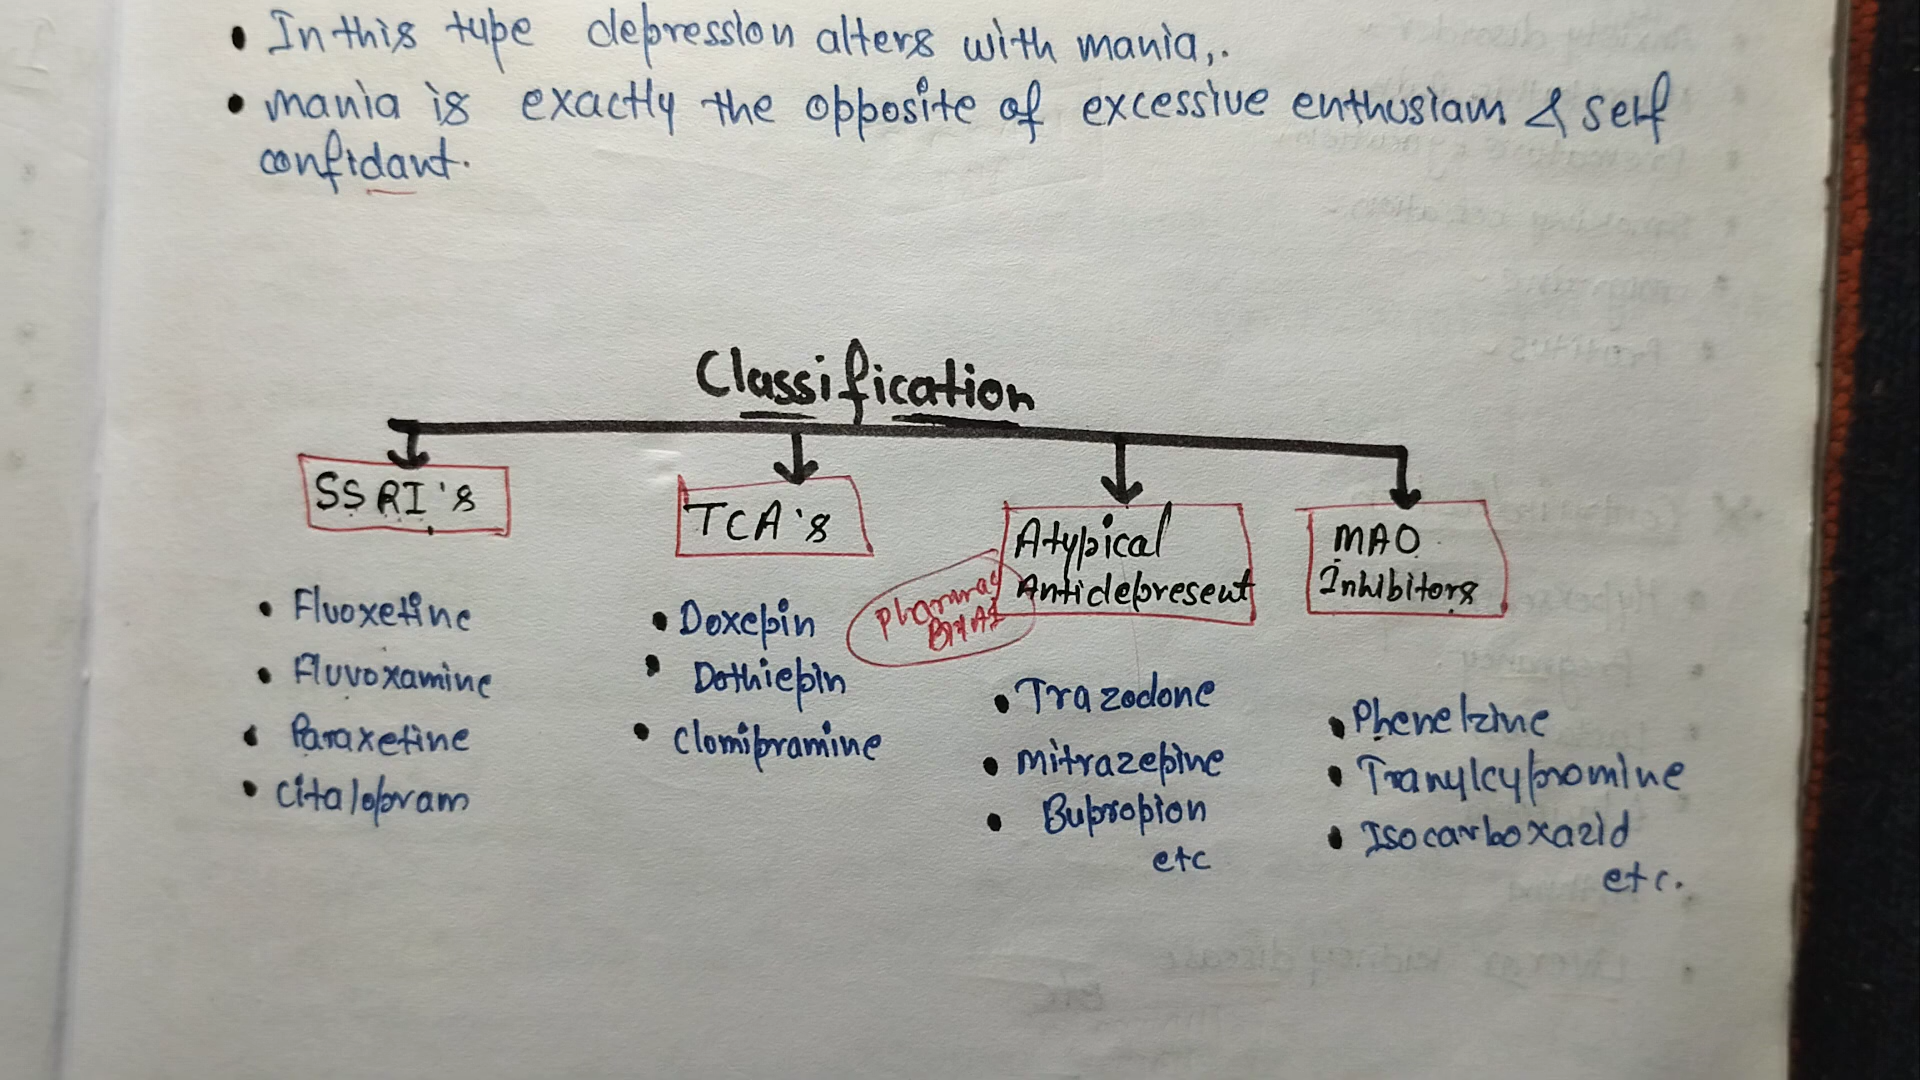 • In this type depression alters with mania,.
• mania is exactly the opposite of excessive enthusiam & self
confidant.
Classification
SSRI's
TCA's
Atypical
Antidepresent
MAO
Inhibitors
• Fluoxetine
• Fluvoxamine
• Paraxetine
• citalopram
• Doxepin
• Dothiepin
• clomipramine
Pharmac
• Trazodone
• mitrazepine
• Bupropion
etc
• Phenelzine
• Tranylcypromine
• Isocarboxazid
etc.